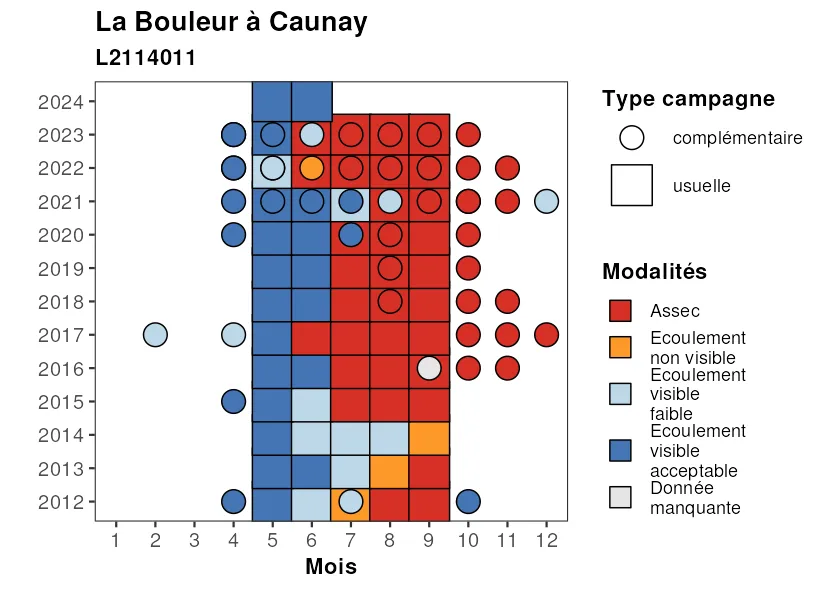 La Bouleur à Caunay
L2114011
2024
2023
2022
2021
2020
2019
2018
2017
2016
2015
2014
2013
2012
1 2 3 4 5 6 7 8 9 10 11 12
Mois
Type campagne
complémentaire
usuelle
Modalités
Assec
Ecoulement
non visible
Ecoulement
visible
faible
Ecoulement
visible
acceptable
Donnée
manquante